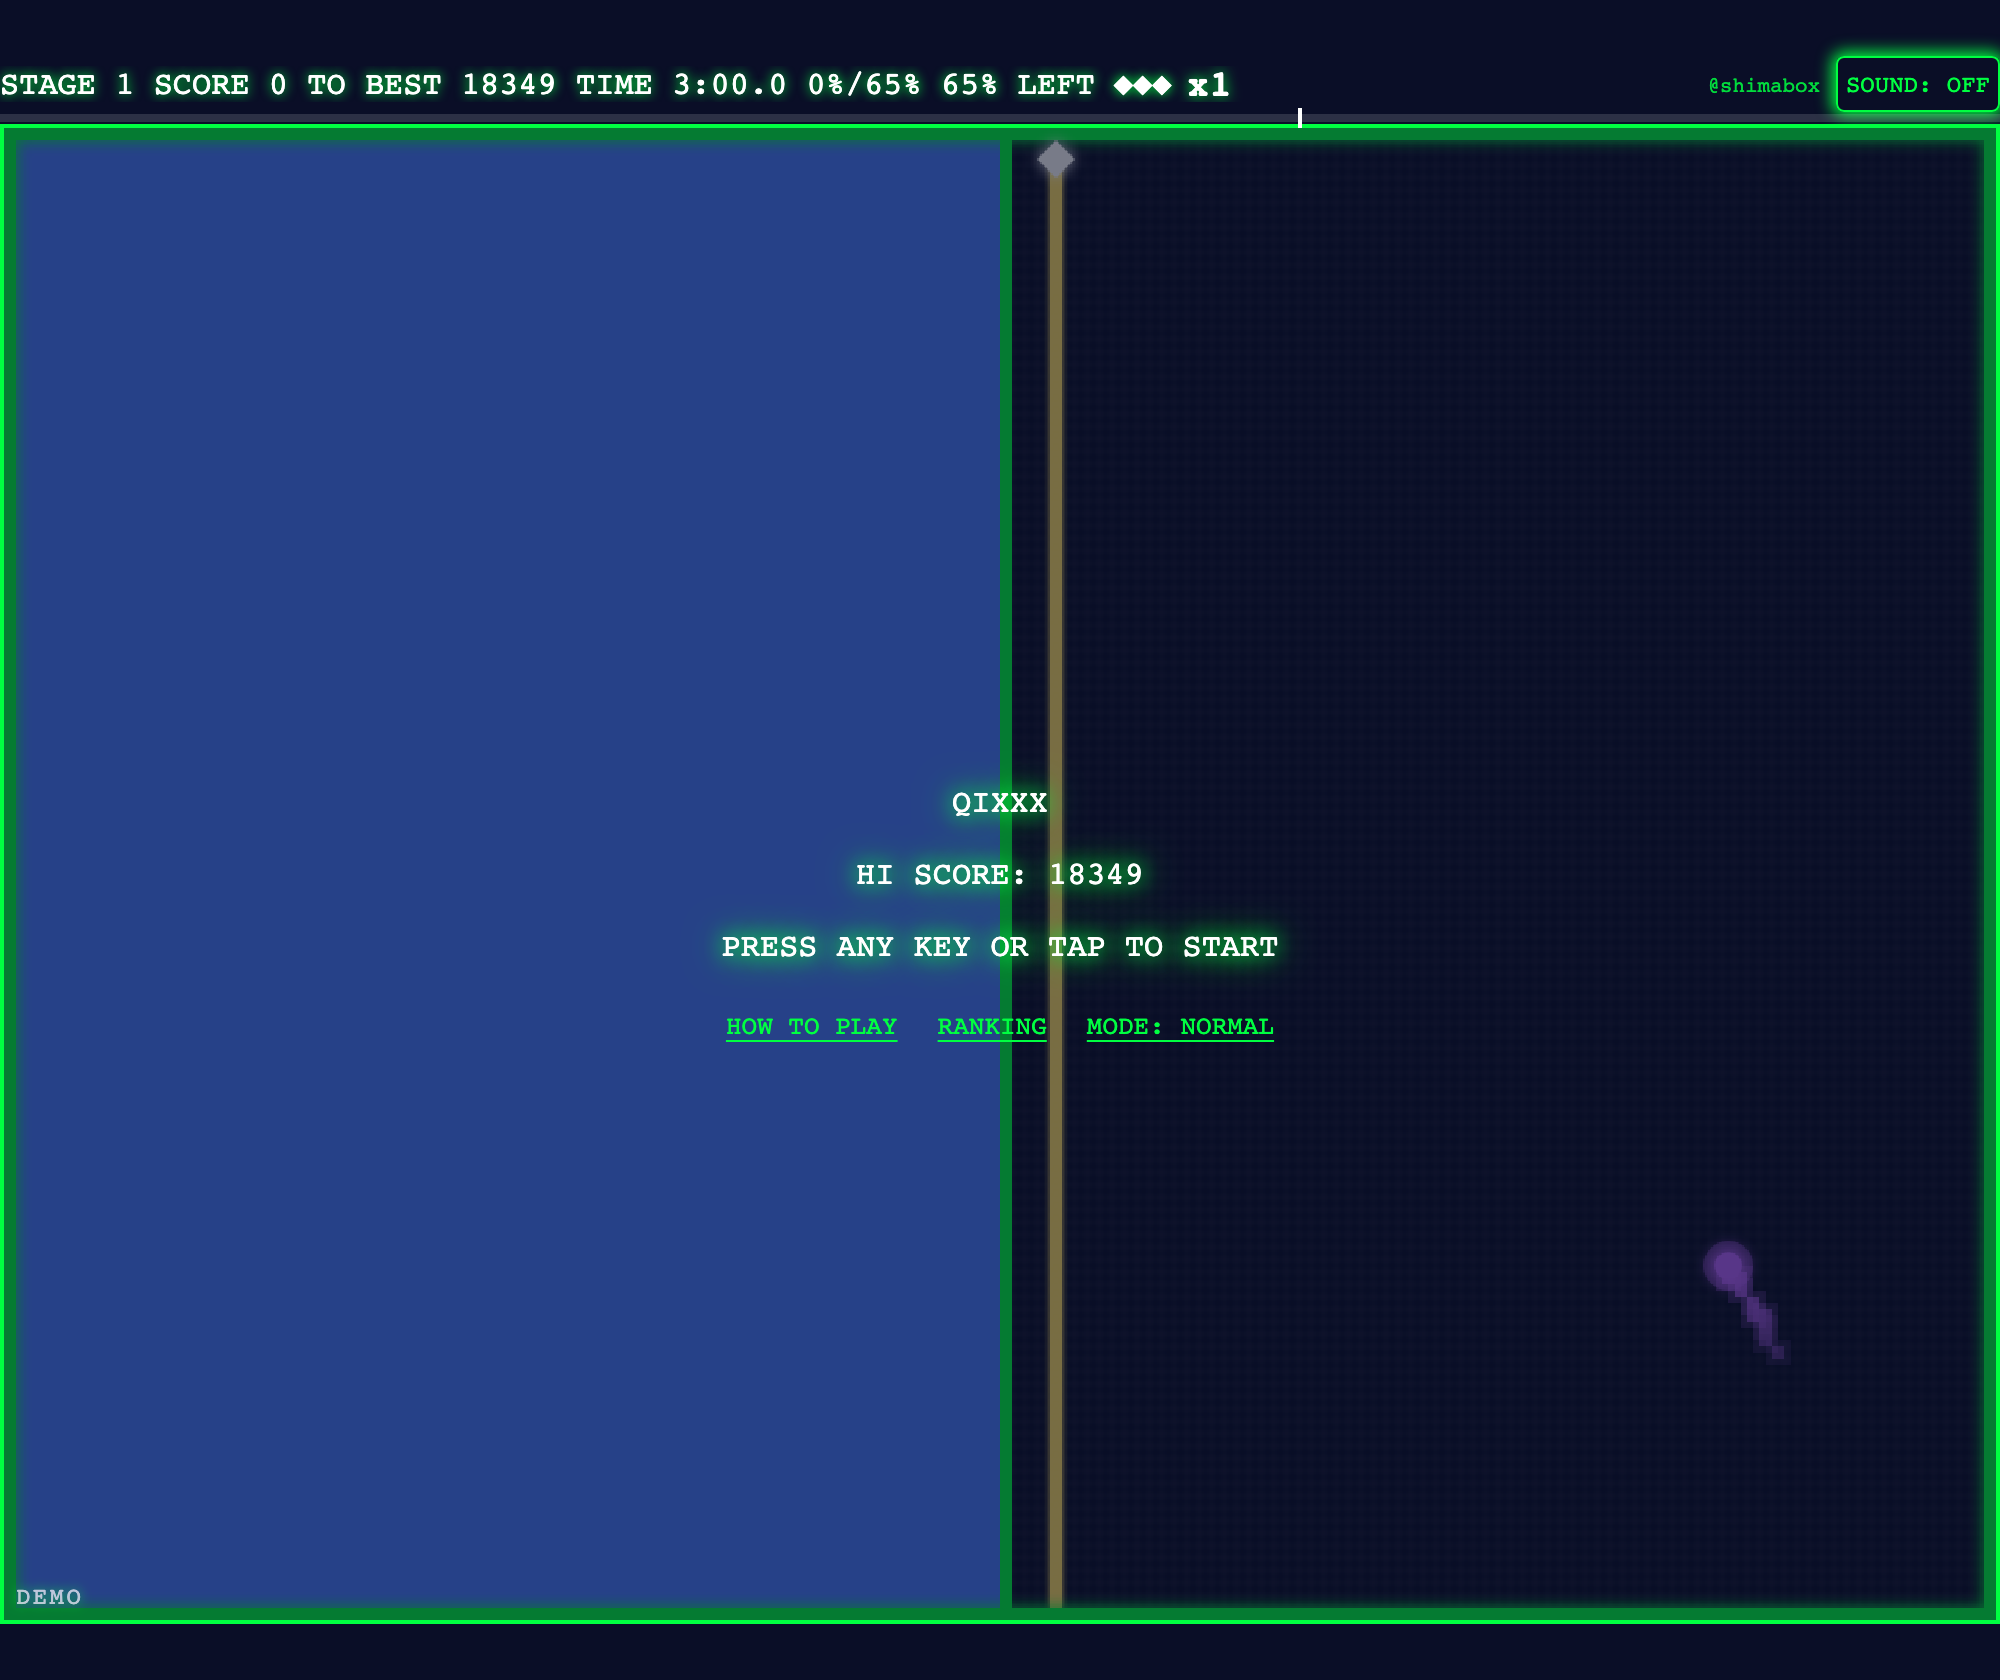 STAGE 1 SCORE 0 TO BEST 18349 TIME 3:00.0 0%/65% 65% LEFT ◆◆◆ x1
@shimabox SOUND: OFF
QIXXX
HI SCORE: 18349
PRESS ANY KEY OR TAP TO START
HOW TO PLAY RANKING MODE: NORMAL
DEMO